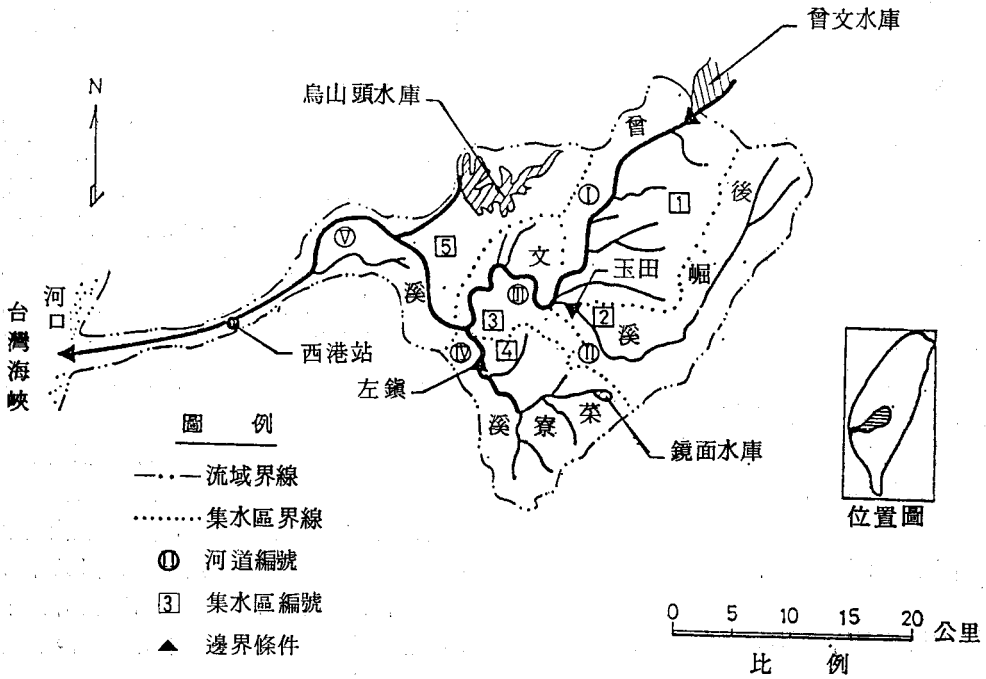 曾文水庫
烏山頭水庫
N
曾
後
Ⅰ
1
Ⅴ
5
文
玉田
崛
溪
Ⅲ
河口
2
溪
台灣海峽
3
西港站
Ⅳ
4
Ⅱ
左鎮
溪
寮
菜
鏡面水庫
圖 例
流域界線
集水區界線
Ⅱ 河道編號
3 集水區編號
邊界條件
位置圖
0 5 10 15 20 公里
比 例